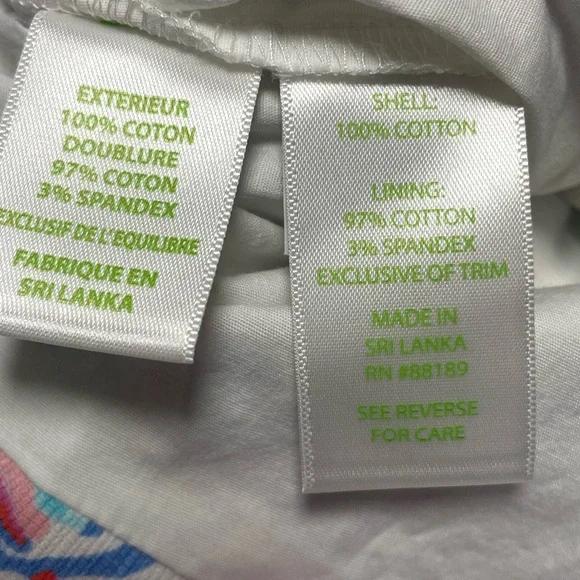 EXTERIEUR
100% COTON
DOUBLURE
97% COTON
3% SPANDEX
EXCLUSIF DE L'EQUILIBRE
FABRIQUE EN
SRI LANKA
SHELL:
100% COTTON
LINING:
97% COTTON
3% SPANDEX
EXCLUSIVE OF TRIM
MADE IN
SRI LANKA
RN #88189
SEE REVERSE
FOR CARE